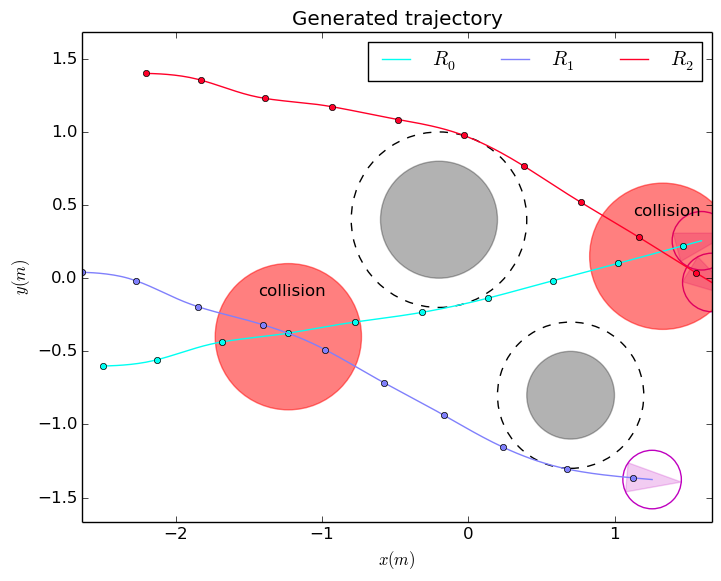 Generated trajectory
R₀ R₁ R₂
1.5
1.0
0.5
0.0
−0.5
−1.0
−1.5
y(m)
collision
collision
−2 −1 0 1
x(m)